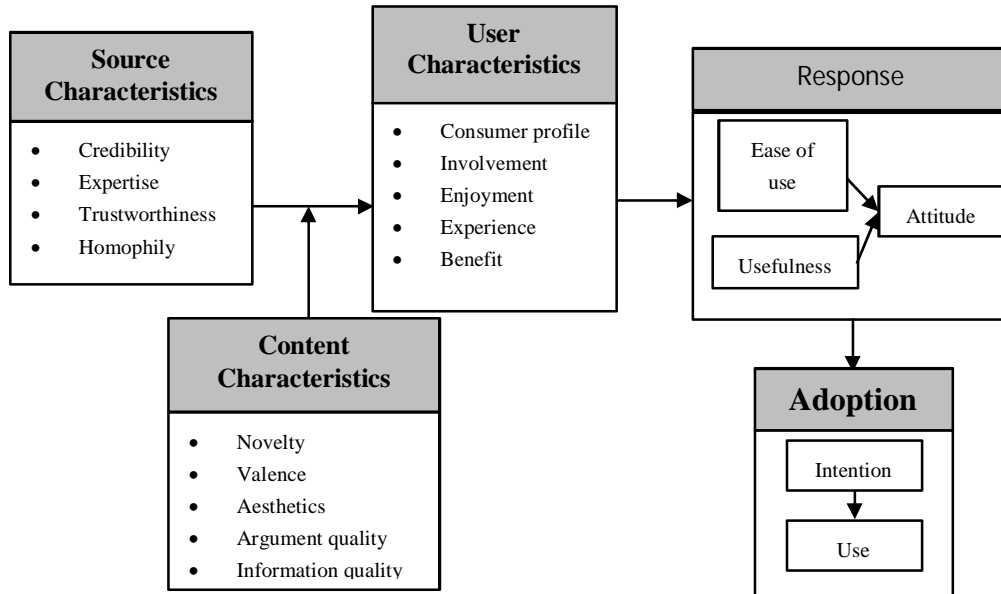 Source
Characteristics
• Credibility
• Expertise
• Trustworthiness
• Homophily
User
Characteristics
• Consumer profile
• Involvement
• Enjoyment
• Experience
• Benefit
Response
Ease of
use
Usefulness
Attitude
Content
Characteristics
• Novelty
• Valence
• Aesthetics
• Argument quality
• Information quality
Adoption
Intention
Use